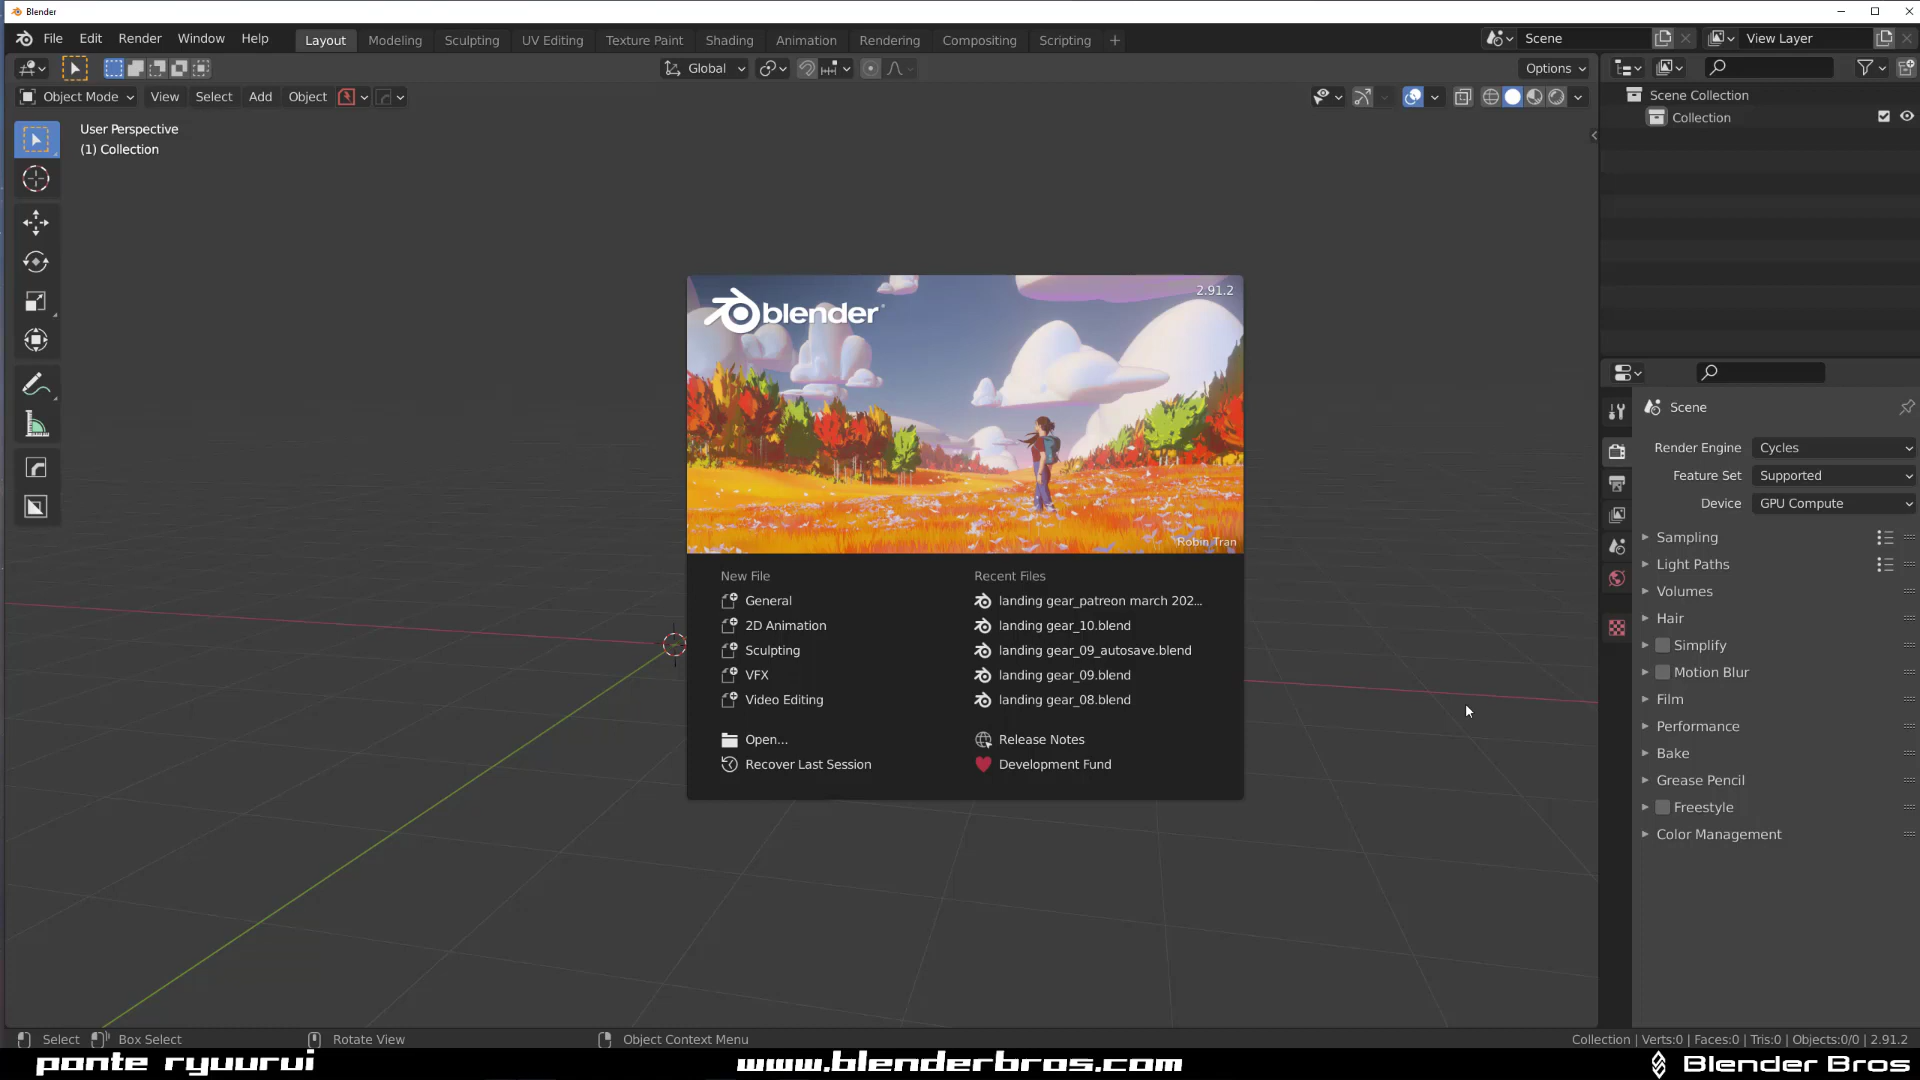 Blender
File Edit Render Window Help Layout Modeling Sculpting UV Editing Texture Paint Shading Animation Rendering Compositing Scripting + Scene View Layer
Global Options
Object Mode View Select Add Object
User Perspective
(1) Collection
Scene Collection
Collection
blender
2.91.2
Robin Tran
New File
General
2D Animation
Sculpting
VFX
Video Editing
Open...
Recover Last Session
Recent Files
landing gear_patreon march 202...
landing gear_10.blend
landing gear_09_autosave.blend
landing gear_09.blend
landing gear_08.blend
Release Notes
Development Fund
Scene
Render Engine Cycles
Feature Set Supported
Device GPU Compute
Sampling
Light Paths
Volumes
Hair
Simplify
Motion Blur
Film
Performance
Bake
Grease Pencil
Freestyle
Color Management
Select Box Select Rotate View Object Context Menu Collection | Verts:0 | Faces:0 | Tris:0 | Objects:0/0 | 2.91.2
ponte ryuurui www.blenderbros.com Blender Bros